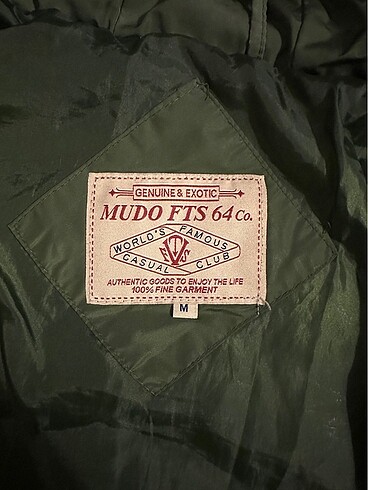 GENUINE & EXOTIC
MUDO FTS 64 Co.
WORLD'S FAMOUS
FTS
CASUAL CLUB
AUTHENTIC GOODS TO ENJOY THE LIFE
100% FINE GARMENT
M